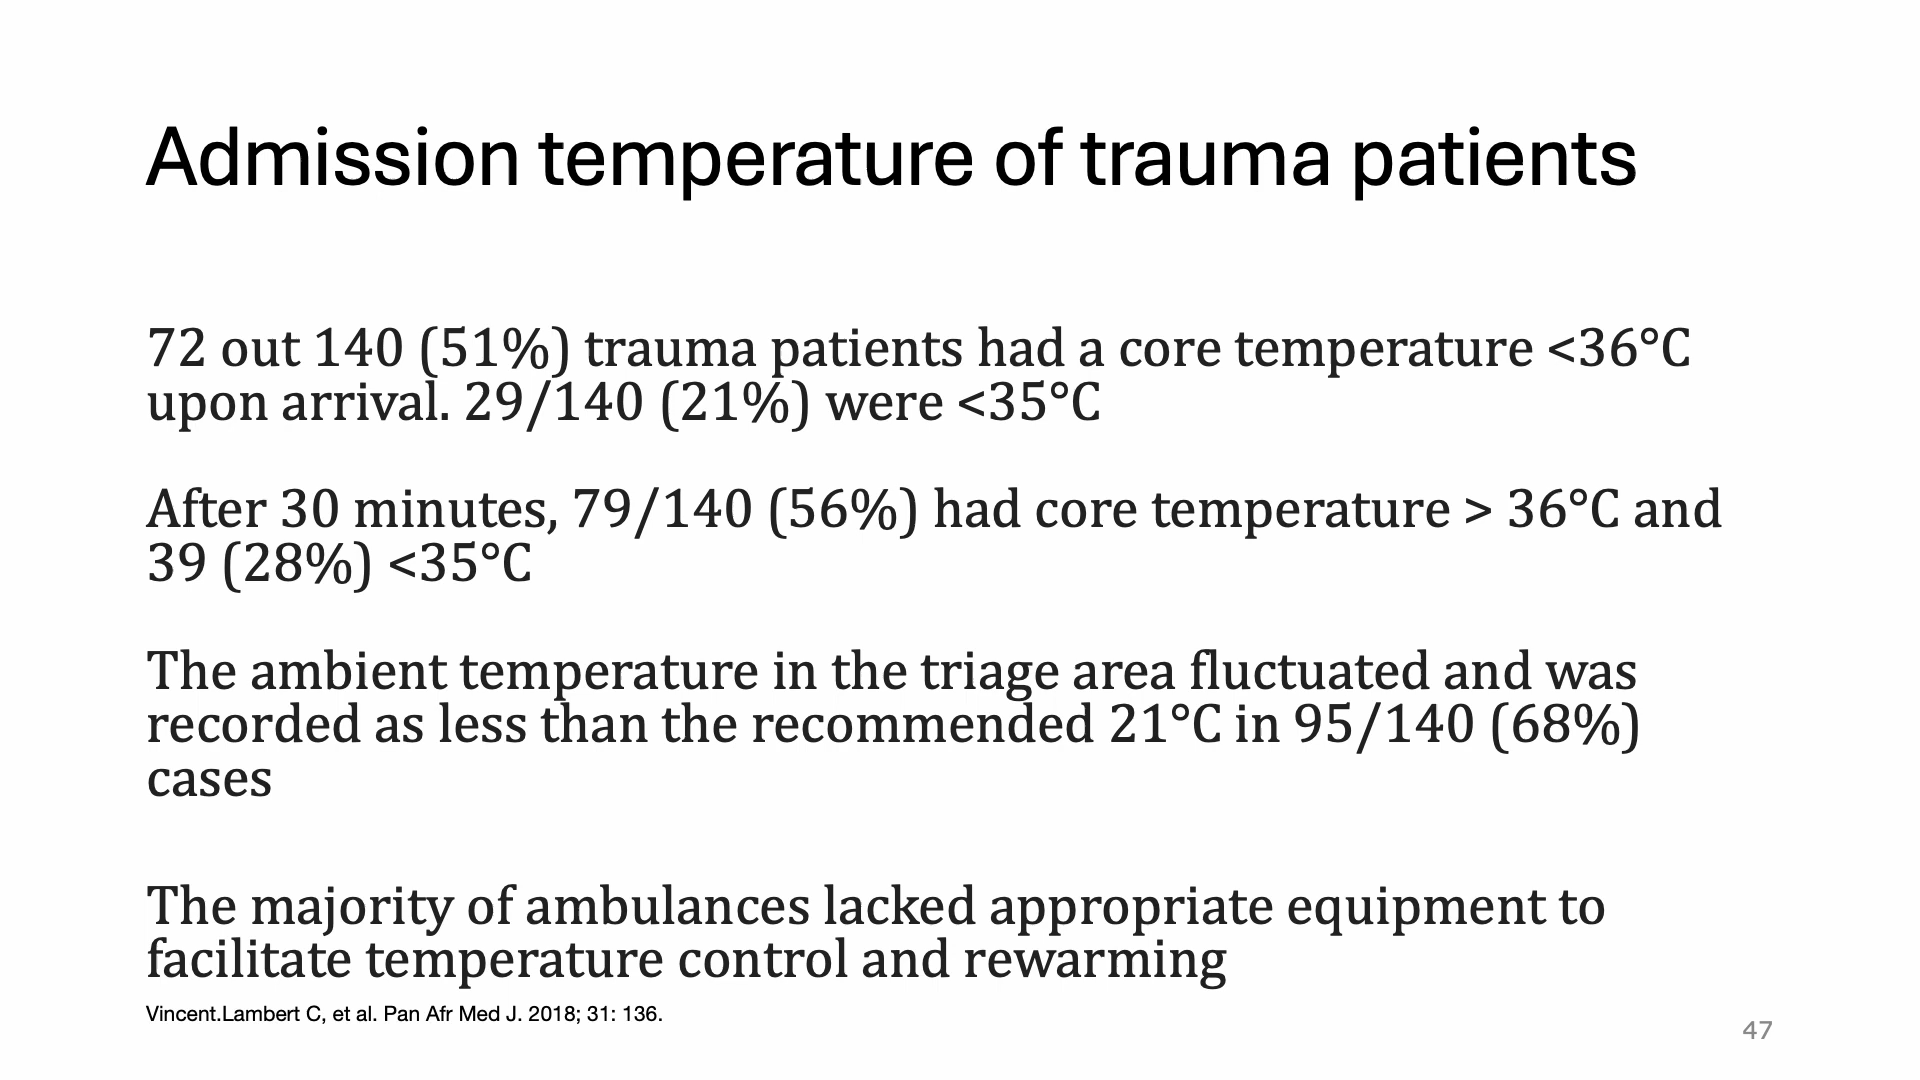 Admission temperature of trauma patients
72 out 140 (51%) trauma patients had a core temperature <36°C
upon arrival. 29/140 (21%) were <35°C
After 30 minutes, 79/140 (56%) had core temperature > 36°C and
39 (28%) <35°C
The ambient temperature in the triage area fluctuated and was
recorded as less than the recommended 21°C in 95/140 (68%)
cases
The majority of ambulances lacked appropriate equipment to
facilitate temperature control and rewarming
Vincent.Lambert C, et al. Pan Afr Med J. 2018; 31: 136.
47